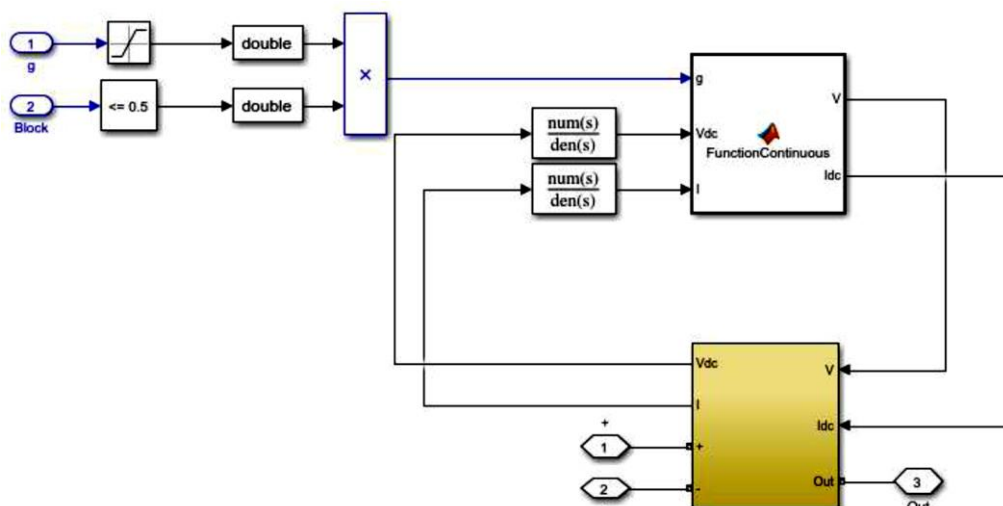 1
g
double
×
2
Block
<= 0.5
double
g
V
num(s)
den(s)
Vdc
FunctionContinuous
num(s)
den(s)
I
Idc
Vdc
V
I
+
Idc
1
+
2
-
Out
3
Out